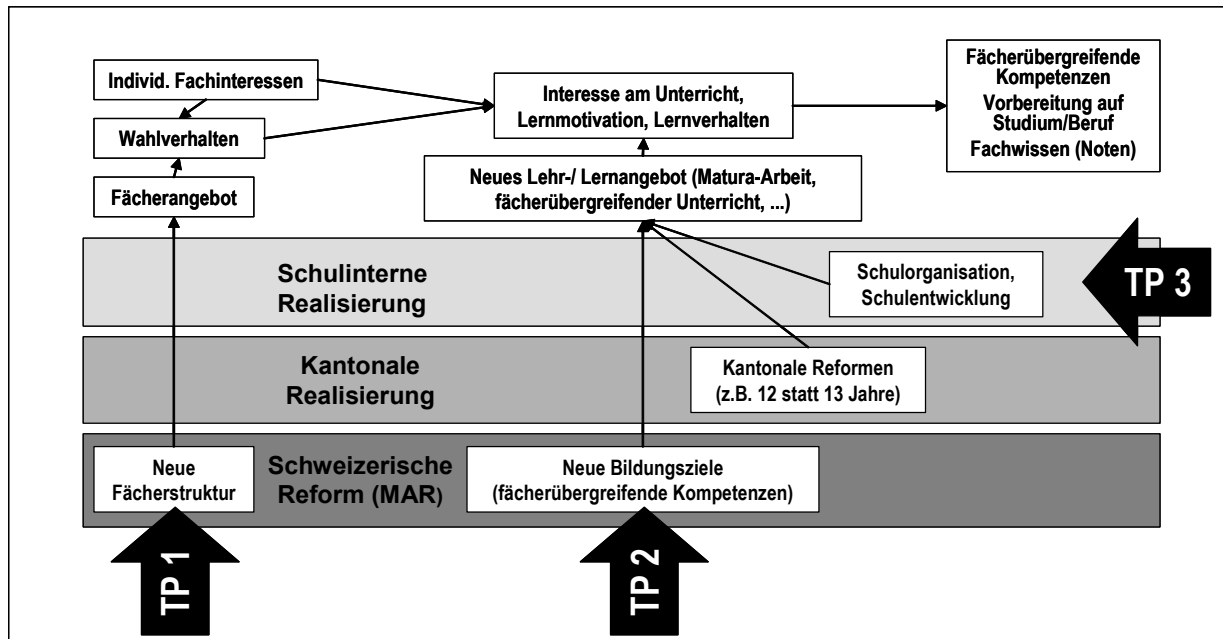 Individ. Fachinteressen
Wahlverhalten
Fächerangebot
Interesse am Unterricht,
Lernmotivation, Lernverhalten
Neues Lehr-/ Lernangebot (Matura-Arbeit,
fächerübergreifender Unterricht, ...)
Fächerübergreifende
Kompetenzen
Vorbereitung auf
Studium/Beruf
Fachwissen (Noten)
Schulinterne
Realisierung
Schulorganisation,
Schulentwicklung
TP 3
Kantonale
Realisierung
Kantonale Reformen
(z.B. 12 statt 13 Jahre)
Neue
Fächerstruktur
Schweizerische
Reform (MAR)
Neue Bildungsziele
(fächerübergreifende Kompetenzen)
TP 1
TP 2